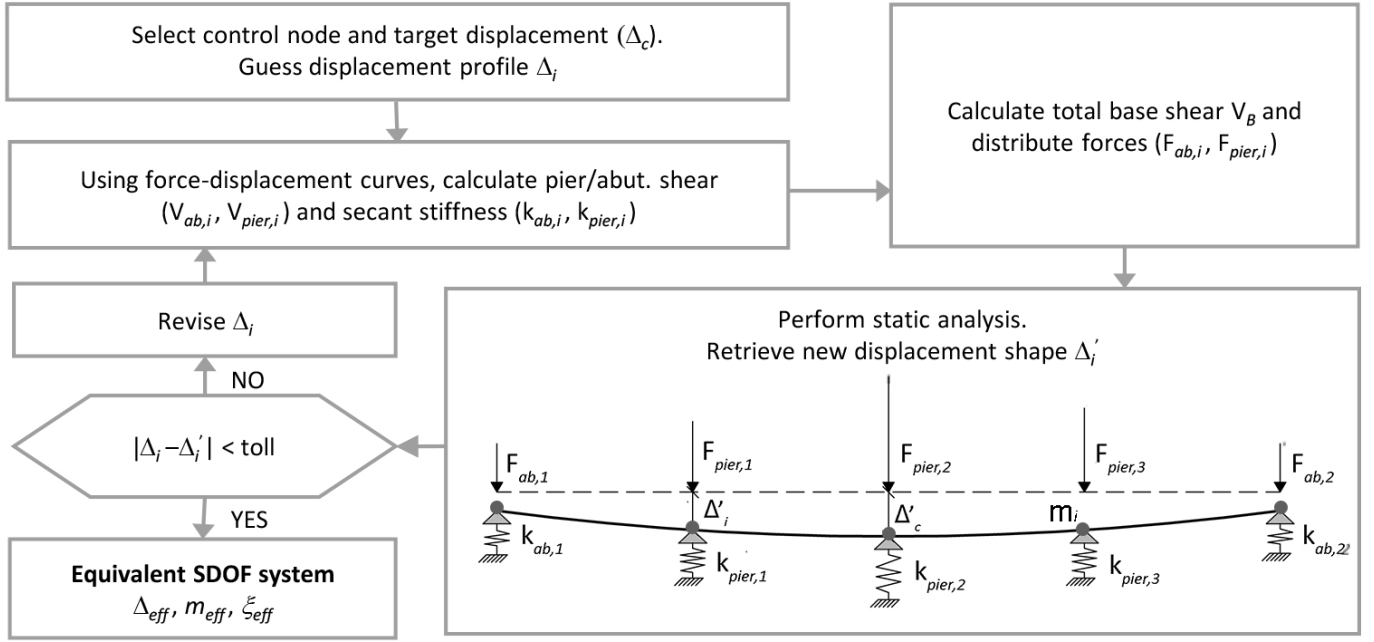 Select control node and target displacement (Δc).
Guess displacement profile Δi
Using force-displacement curves, calculate pier/abut. shear
(Vab,i, Vpier,i) and secant stiffness (kab,i, kpier,i)
Calculate total base shear VB and
distribute forces (Fab,i, Fpier,i)
Perform static analysis.
Retrieve new displacement shape Δi′
Fab,1
Fpier,1
Fpier,2
Fpier,3
Fab,2
Δ′i
Δ′c
mi
kab,1
kpier,1
kpier,2
kpier,3
kab,2
|Δi–Δi′| < toll
NO
Revise Δi
YES
Equivalent SDOF system
Δeff, meff, ξeff